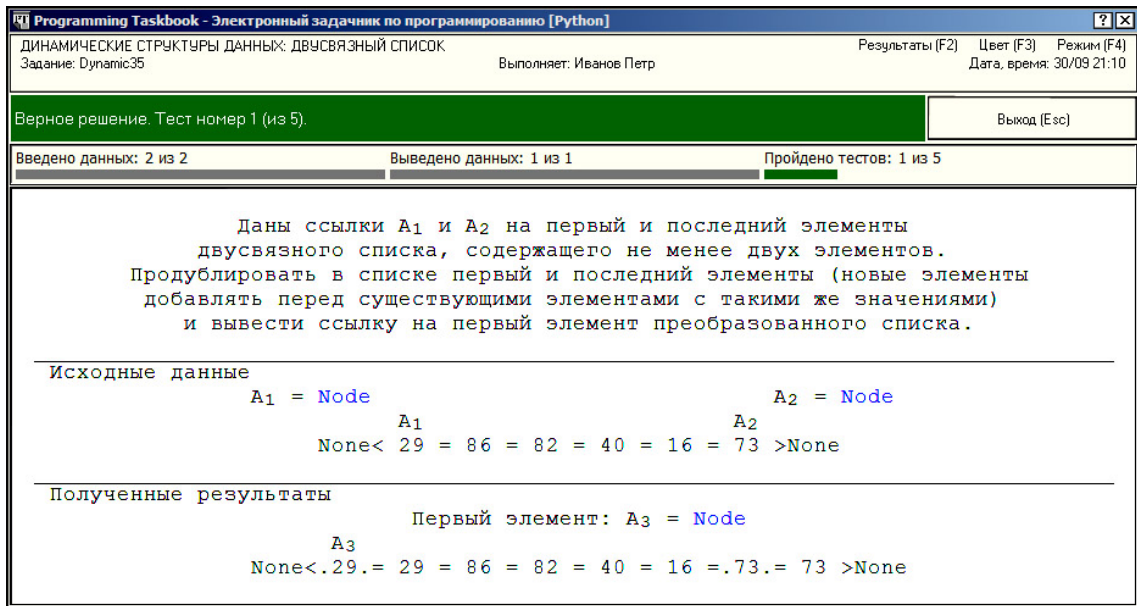 Programming Taskbook - Электронный задачник по программированию [Python]
ДИНАМИЧЕСКИЕ СТРУКТУРЫ ДАННЫХ: ДВУСВЯЗНЫЙ СПИСОК Результаты (F2) Цвет (F3) Режим (F4)
Задание: Dynamic35 Выполняет: Иванов Петр Дата, время: 30/09 21:10
Верное решение. Тест номер 1 (из 5). Выход (Esc)
Введено данных: 2 из 2 Выведено данных: 1 из 1 Пройдено тестов: 1 из 5
Даны ссылки A₁ и A₂ на первый и последний элементы
двусвязного списка, содержащего не менее двух элементов.
Продублировать в списке первый и последний элементы (новые элементы
добавлять перед существующими элементами с такими же значениями)
и вывести ссылку на первый элемент преобразованного списка.
Исходные данные
A₁ = Node A₂ = Node
A₁ A₂
None< 29 = 86 = 82 = 40 = 16 = 73 >None
Полученные результаты
Первый элемент: A₃ = Node
A₃
None<.29.= 29 = 86 = 82 = 40 = 16 =.73.= 73 >None